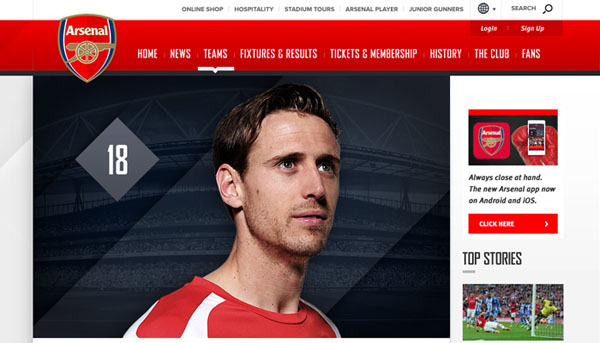 ONLINE SHOP HOSPITALITY STADIUM TOURS ARSENAL PLAYER JUNIOR GUNNERS SEARCH
Login Sign Up
Arsenal
HOME NEWS TEAMS FIXTURES & RESULTS TICKETS & MEMBERSHIP HISTORY THE CLUB FANS
18
Arsenal
Always close at hand.
The new Arsenal app now
on Android and iOS.
CLICK HERE
TOP STORIES